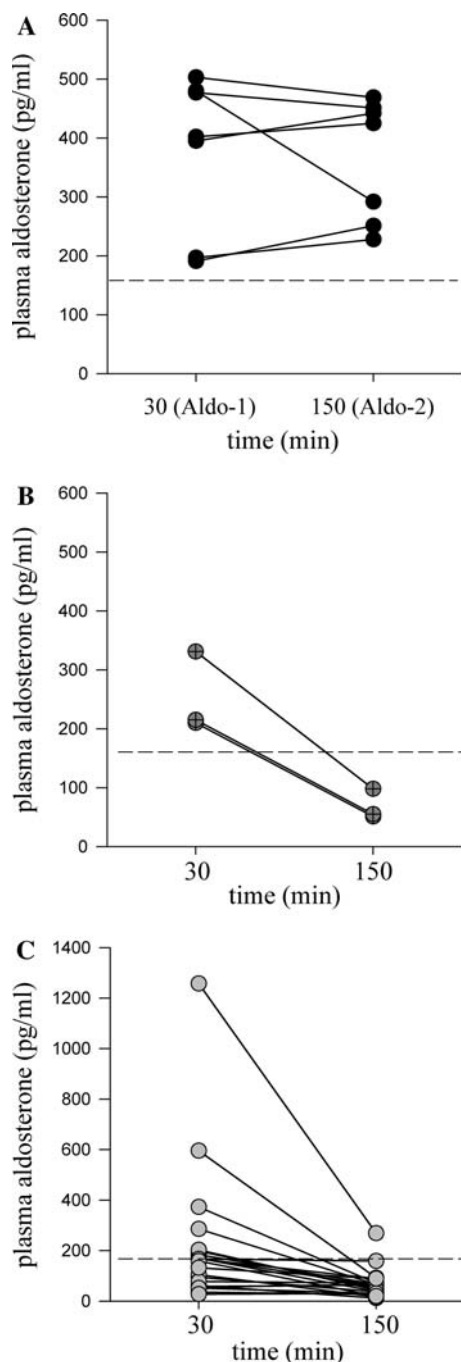 A
plasma aldosterone (pg/ml)
600
500
400
300
200
100
0
30 (Aldo-1) 150 (Aldo-2)
time (min)
B
plasma aldosterone (pg/ml)
600
500
400
300
200
100
0
30 150
time (min)
C
plasma aldosterone (pg/ml)
1400
1200
1000
800
600
400
200
0
30 150
time (min)